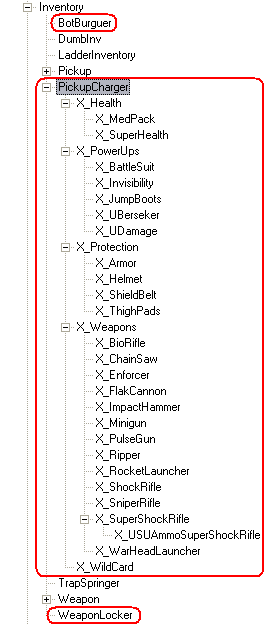 Inventory
BotBurguer
DumbInv
LadderInventory
Pickup
PickupCharger
X_Health
X_MedPack
X_SuperHealth
X_PowerUps
X_BattleSuit
X_Invisibility
X_JumpBoots
X_UBerseker
X_UDamage
X_Protection
X_Armor
X_Helmet
X_ShieldBelt
X_ThighPads
X_Weapons
X_BioRifle
X_ChainSaw
X_Enforcer
X_FlakCannon
X_ImpactHammer
X_Minigun
X_PulseGun
X_Ripper
X_RocketLauncher
X_ShockRifle
X_SniperRifle
X_SuperShockRifle
X_USUAmmoSuperShockRifle
X_WarHeadLauncher
X_WildCard
TrapSpringer
Weapon
WeaponLocker